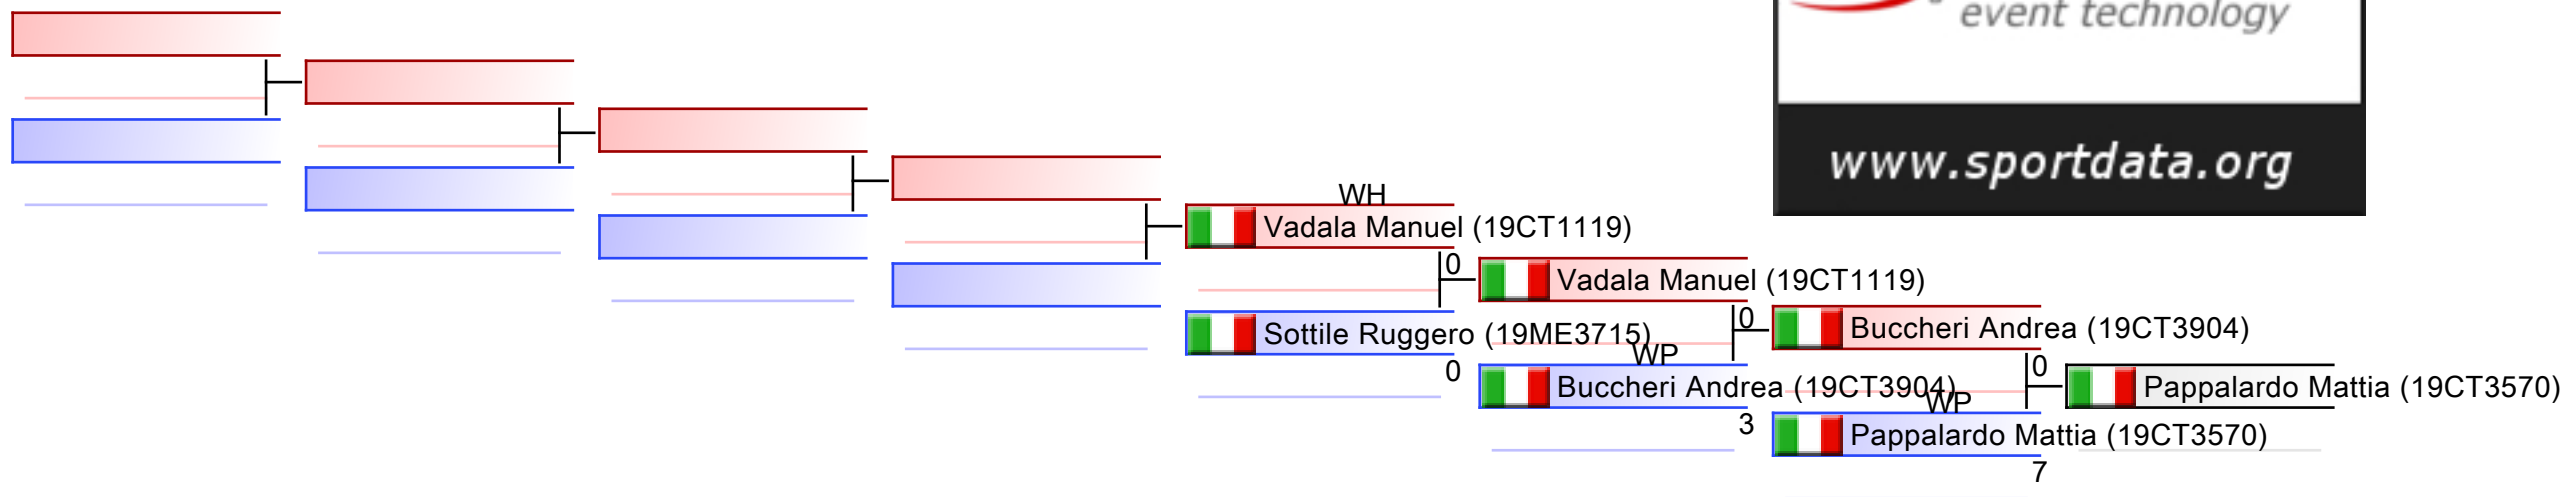 event technology
www.sportdata.org
WH
Vadala Manuel (19CT1119)
0
Vadala Manuel (19CT1119)
0
Buccheri Andrea (19CT3904)
Sottile Ruggero (19ME3715)
WP
0
0
Buccheri Andrea (19CT3904)
Pappalardo Mattia (19CT3570)
WP
3
Pappalardo Mattia (19CT3570)
7